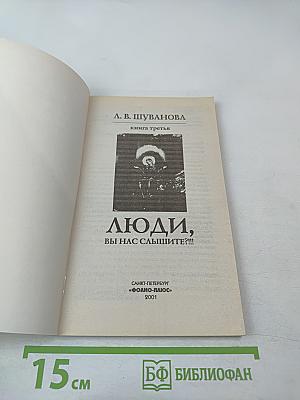 Л. В. ШУВАНОВА
книга третья
ЛЮДИ,
ВЫ НАС СЛЫШИТЕ?!!
САНКТ-ПЕТЕРБУРГ
«ФОЛИО-ПЛЮС»
2001
15 см
БФ БИБЛИОФАН